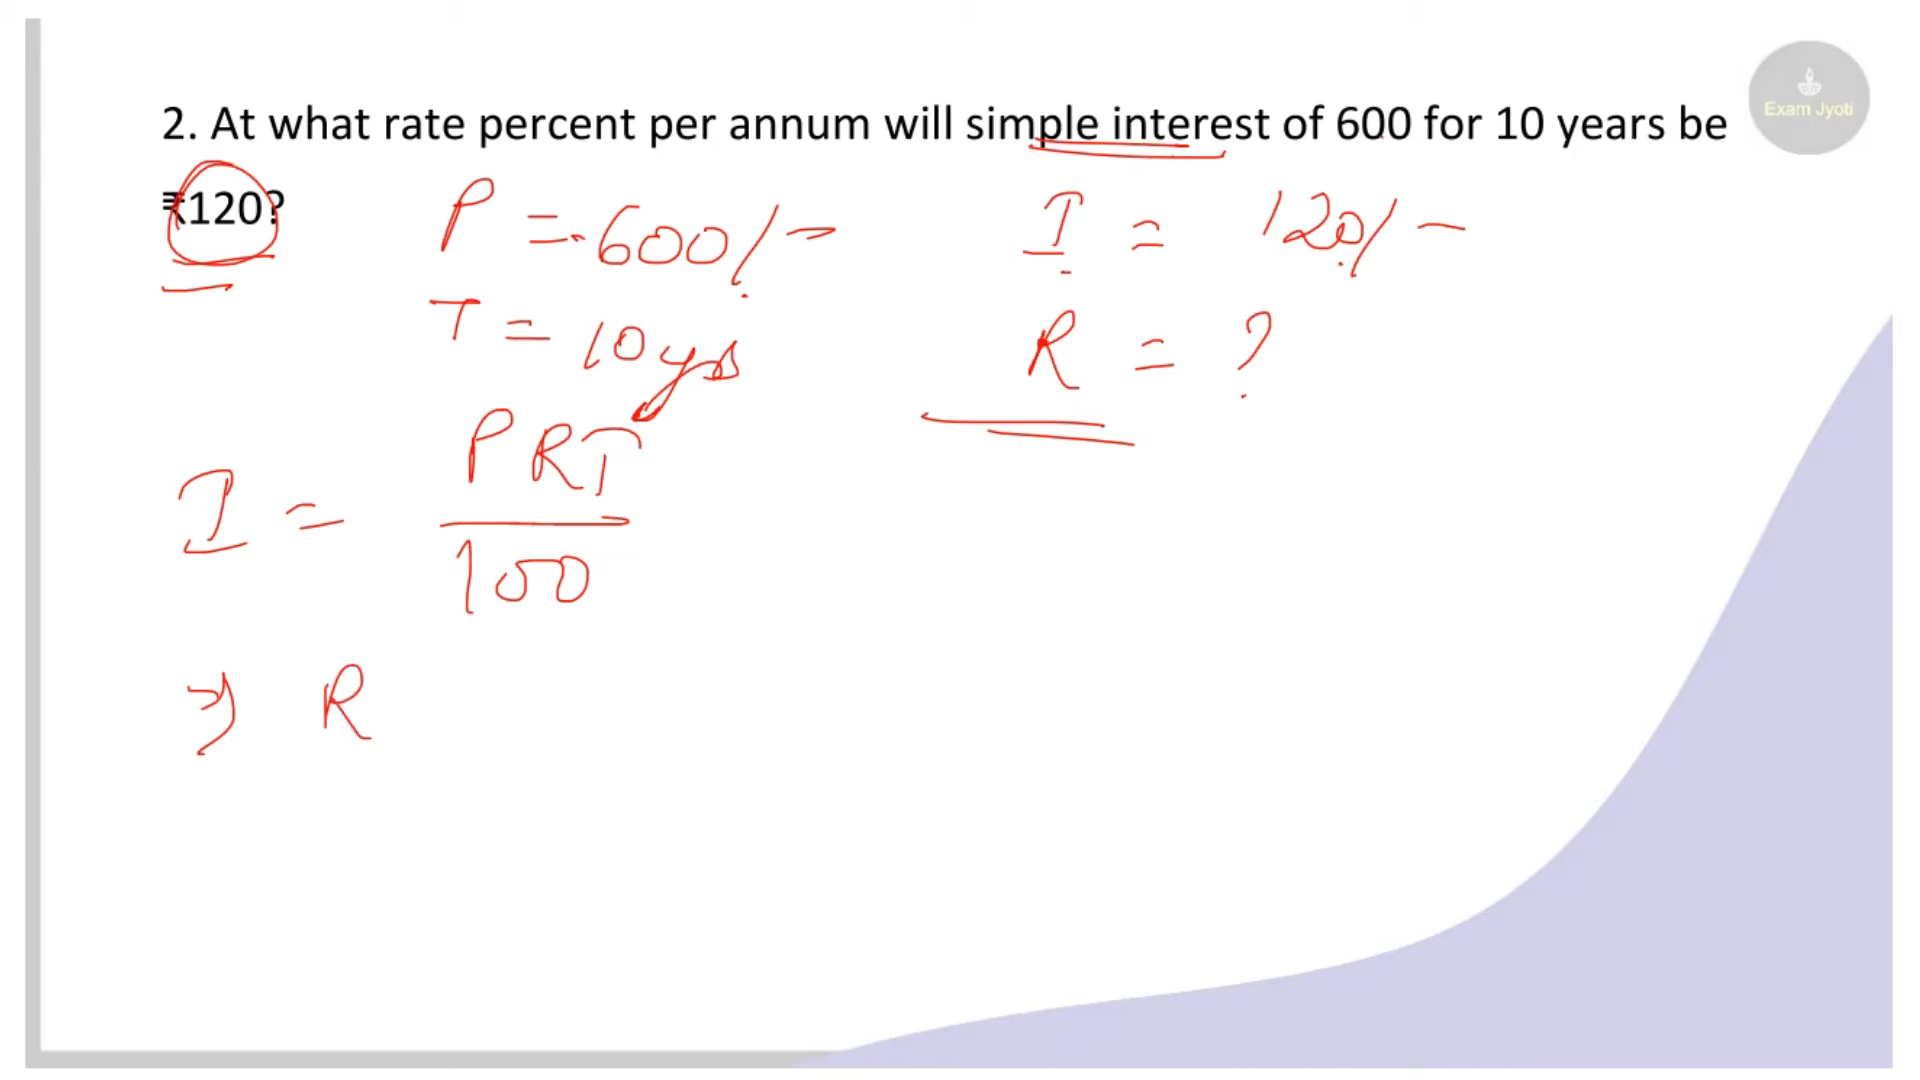 Exam Jyoti
2. At what rate percent per annum will simple interest of 600 for 10 years be
₹120?
P = 600/-
I = 120/-
T = 10 yrs
R = ?
I = PRT
100
⇒ R